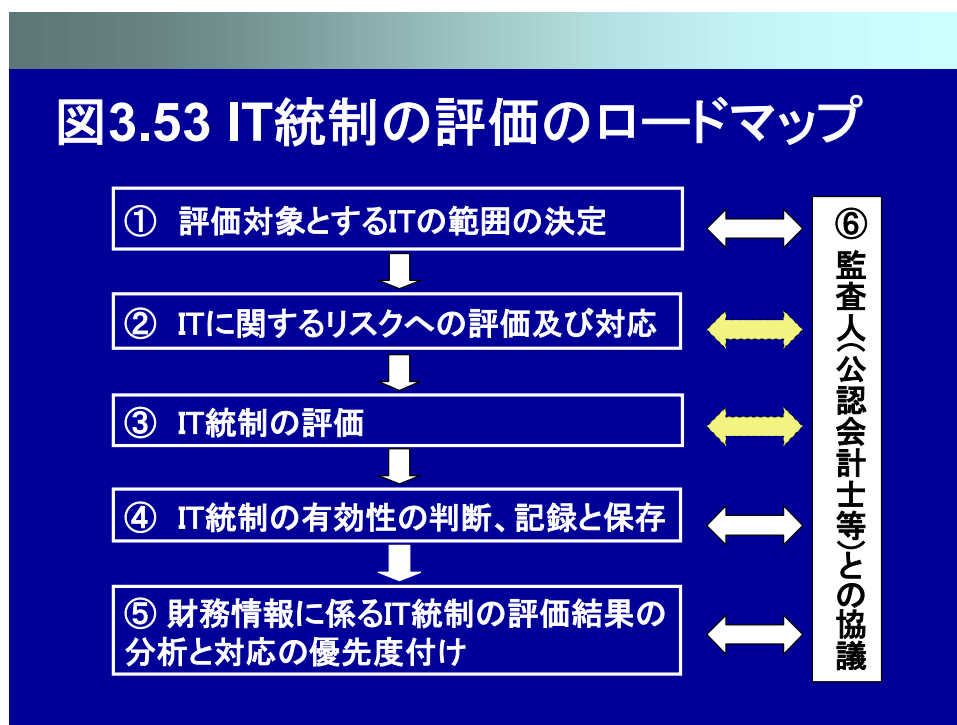 図3.53 IT統制の評価のロードマップ
① 評価対象とするITの範囲の決定
② ITに関するリスクへの評価及び対応
③ IT統制の評価
④ IT統制の有効性の判断、記録と保存
⑤ 財務情報に係るIT統制の評価結果の
分析と対応の優先度付け
⑥監査人(公認会計士等)との協議